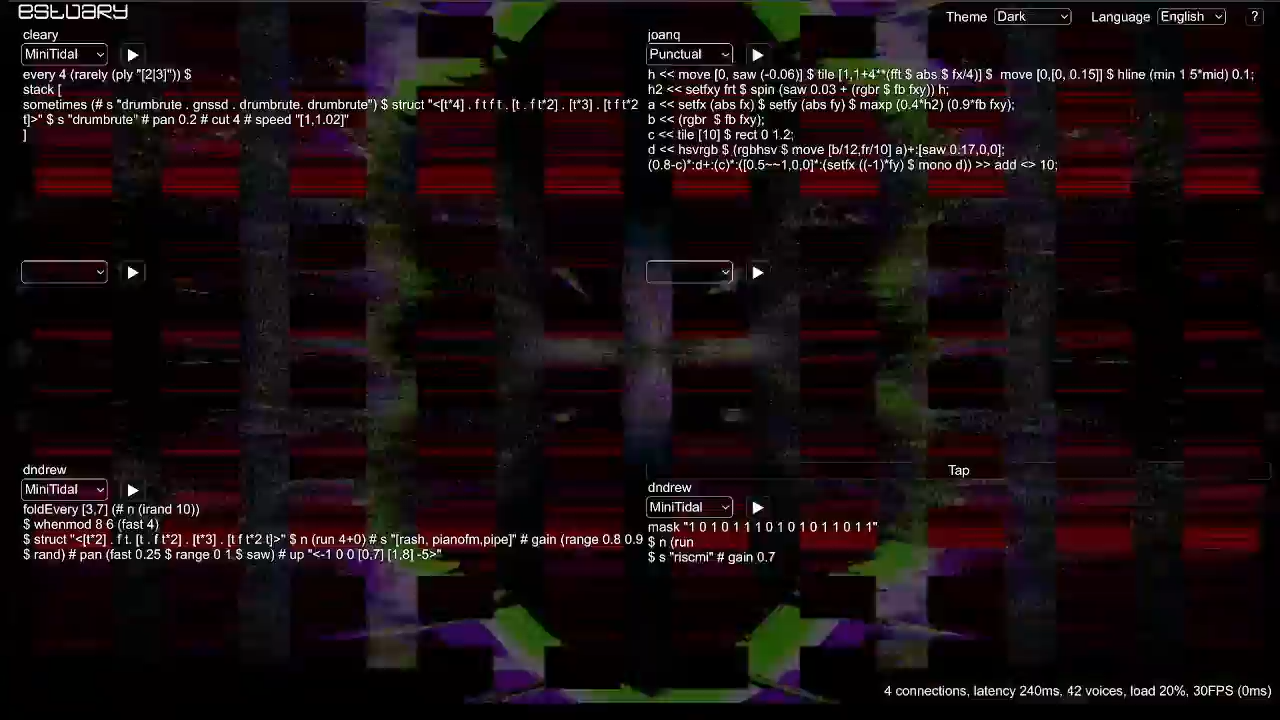 estuary
Theme Dark Language English ?
cleary
MiniTidal
every 4 (rarely (ply "[2|3]")) $
stack [
sometimes (# s "drumbrute . gnssd . drumbrute. drumbrute") $ struct "<[t*4] . f t f t . [t . f t*2] . [t*3] . [t f t*2
t]>" $ s "drumbrute" # pan 0.2 # cut 4 # speed "[1,1.02]"
]
joanq
Punctual
h << move [0, saw (-0.06)] $ tile [1,1+4**(fft $ abs $ fx/4)] $  move [0,[0, 0.15]] $ hline (min 1 5*mid) 0.1;
h2 << setfxy frt $ spin (saw 0.03 + (rgbr $ fb fxy)) h;
a << setfx (abs fx) $ setfy (abs fy) $ maxp (0.4*h2) (0.9*fb fxy);
b << (rgbr  $ fb fxy);
c << tile [10] $ rect 0 1.2;
d << hsvrgb $ (rgbhsv $ move [b/12,fr/10] a)+:[saw 0.17,0,0];
(0.8-c)*:d+:(c)*:([0.5~~1,0,0]*:(setfx ((-1)*fy) $ mono d)) >> add <> 10;
dndrew
MiniTidal
foldEvery [3,7] (# n (irand 10))
$ whenmod 8 6 (fast 4)
$ struct "<[t*2] . f t. [t . f t*2] . [t*3] . [t f t*2 t]>" $ n (run 4+0) # s "[rash, pianofm,pipe]" # gain (range 0.8 0.9
$ rand) # pan (fast 0.25 $ range 0 1 $ saw) # up "<-1 0 0 [0,7] [1,8] -5>"
Tap
dndrew
MiniTidal
mask "1 0 1 0 1 1 1 0 1 0 1 0 1 1 0 1 1"
$ n (run
$ s "riscmi" # gain 0.7
4 connections, latency 240ms, 42 voices, load 20%, 30FPS (0ms)